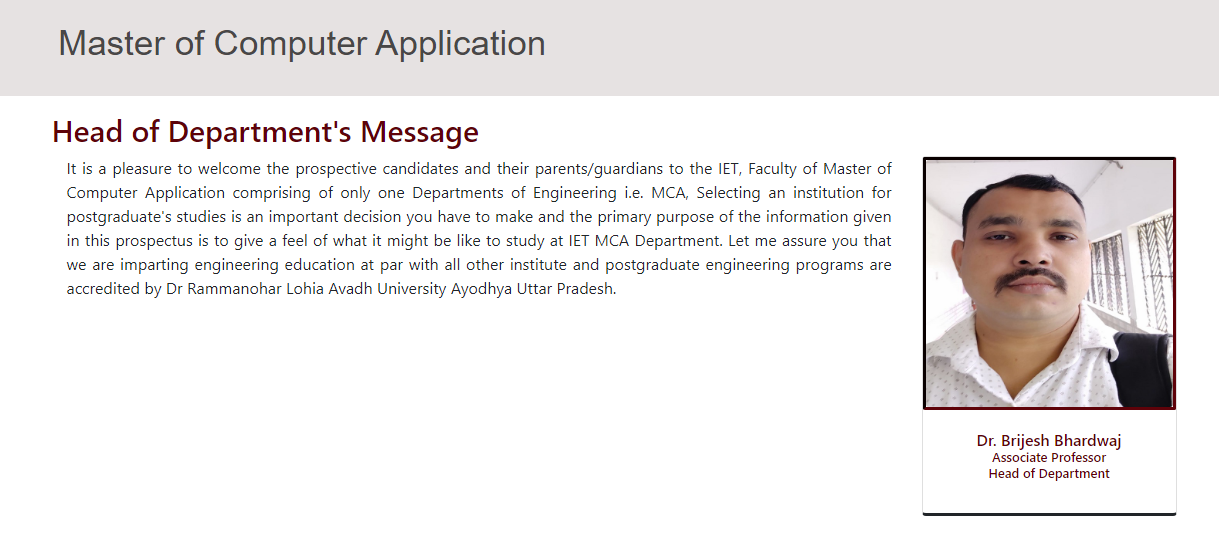 Master of Computer Application
Head of Department's Message
It is a pleasure to welcome the prospective candidates and their parents/guardians to the IET, Faculty of Master of
Computer Application comprising of only one Departments of Engineering i.e. MCA, Selecting an institution for
postgraduate's studies is an important decision you have to make and the primary purpose of the information given
in this prospectus is to give a feel of what it might be like to study at IET MCA Department. Let me assure you that
we are imparting engineering education at par with all other institute and postgraduate engineering programs are
accredited by Dr Rammanohar Lohia Avadh University Ayodhya Uttar Pradesh.
Dr. Brijesh Bhardwaj
Associate Professor
Head of Department